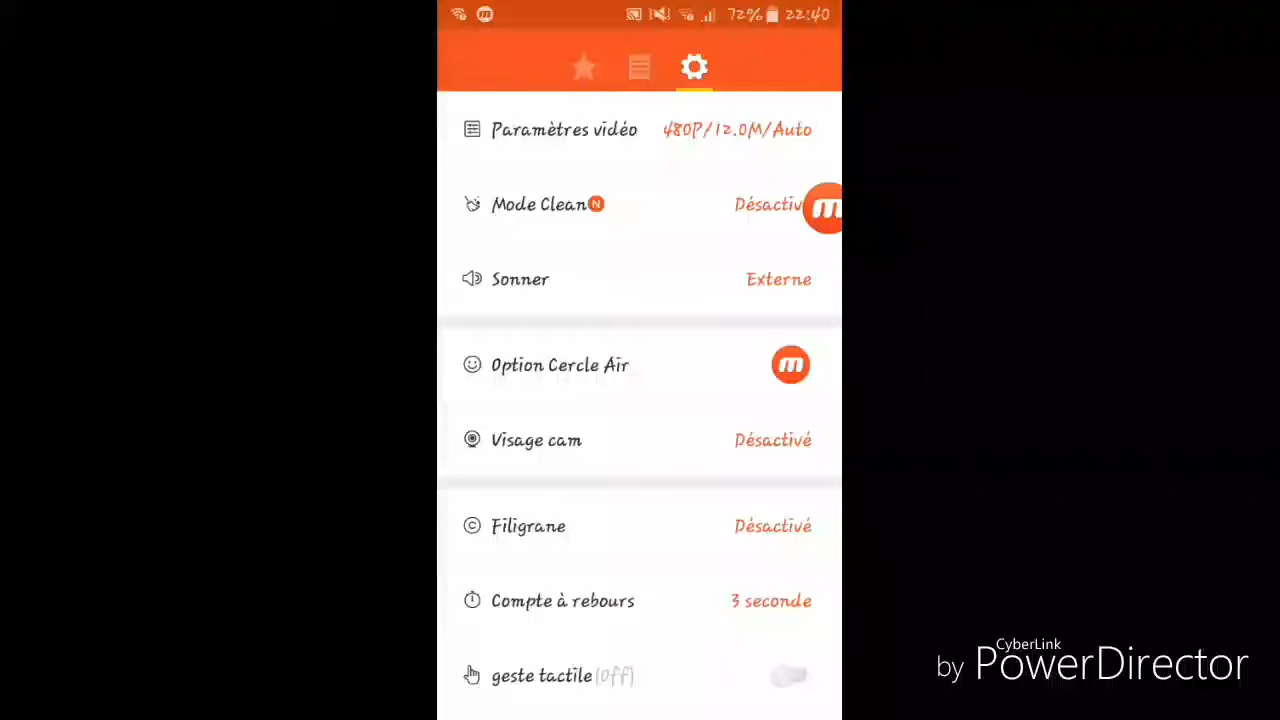 72% 22:40
Paramètres vidéo 480P/12.0M/Auto
Mode Clean N Désactiv
m
Sonner Externe
Option Cercle Air m
Visage cam Désactivé
Filigrane Désactivé
Compte à rebours 3 seconde
geste tactile(Off)
CyberLink
by PowerDirector